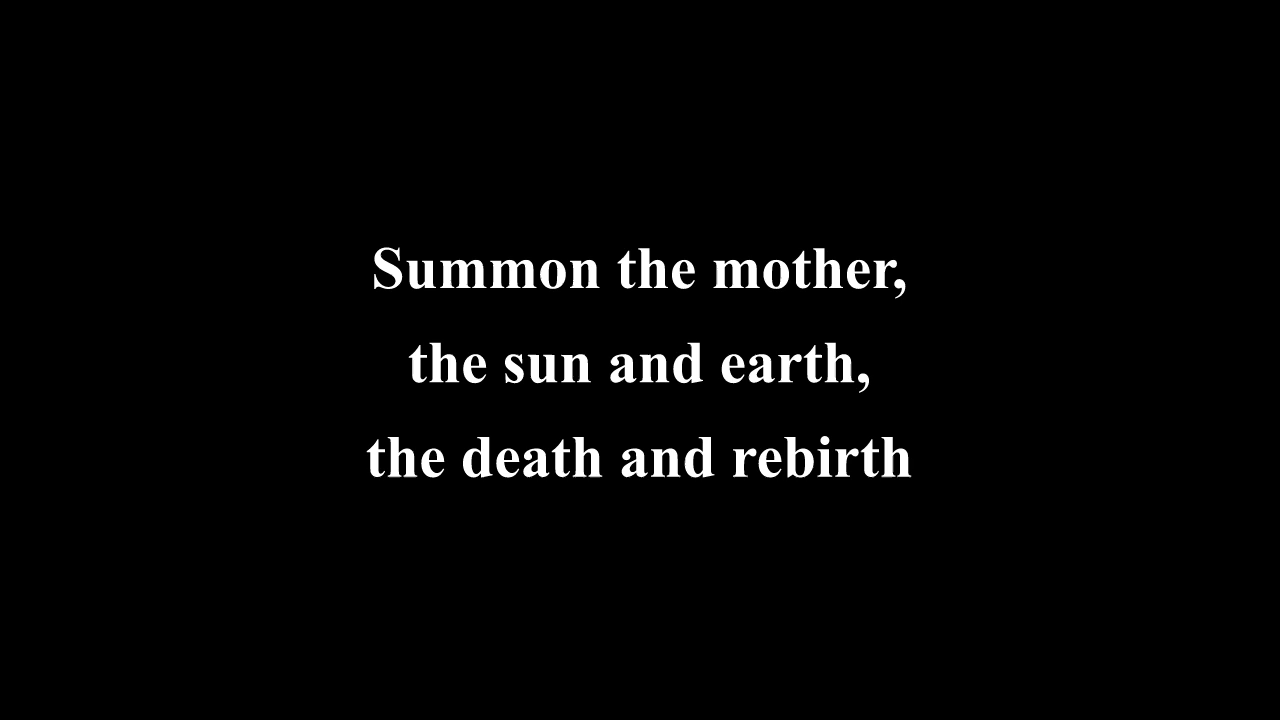 Summon the mother,
the sun and earth,
the death and rebirth